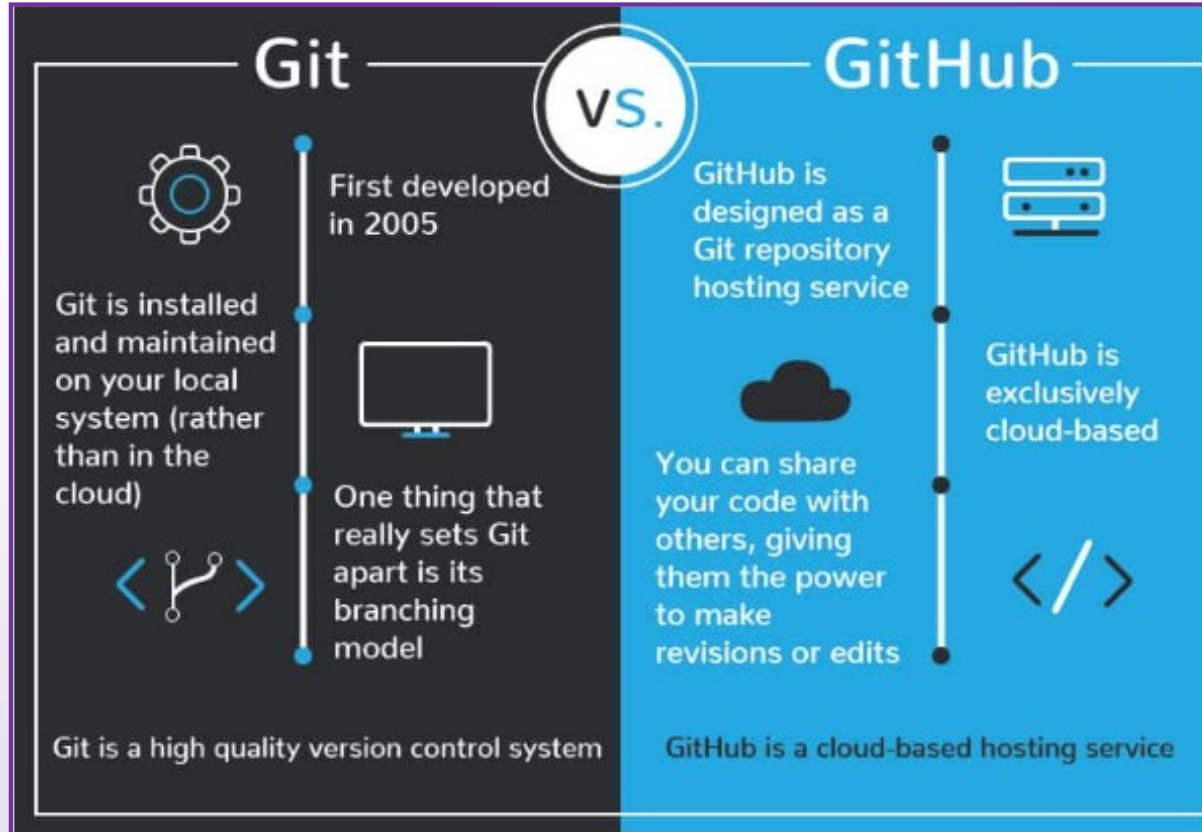 Git
vs.
GitHub
First developed
in 2005
Git is installed
and maintained
on your local
system (rather
than in the
cloud)
One thing that
really sets Git
apart is its
branching
model
Git is a high quality version control system
GitHub is
designed as a
Git repository
hosting service
GitHub is
exclusively
cloud-based
You can share
your code with
others, giving
them the power
to make
revisions or edits
GitHub is a cloud-based hosting service